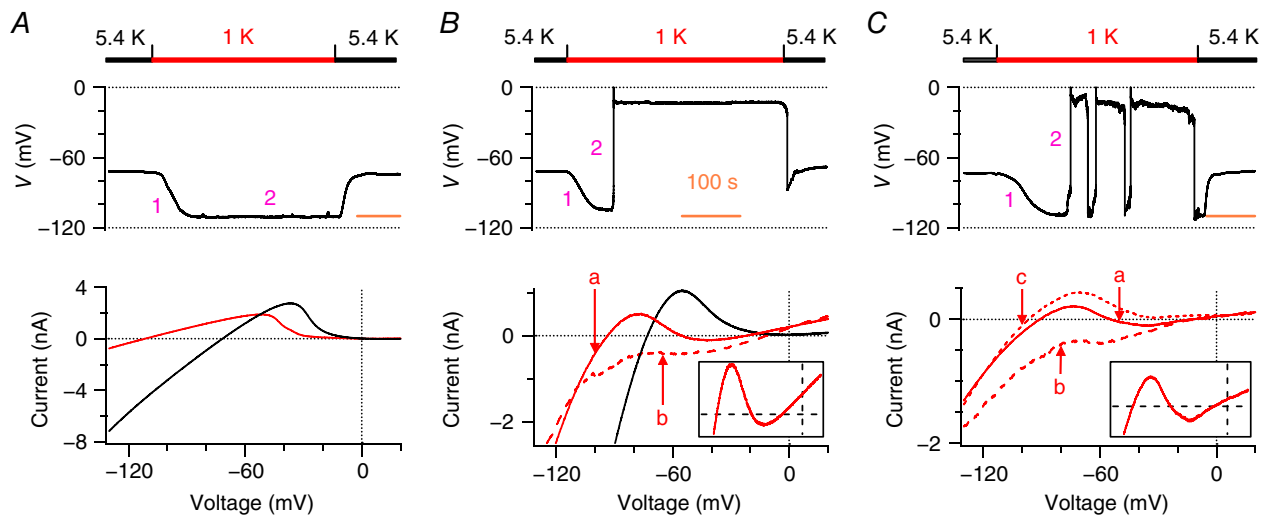 A
5.4 K
1 K
5.4 K
V (mV)
0
−60
−120
1
2
Current (nA)
4
0
−4
−8
−120
−60
0
Voltage (mV)
B
5.4 K
1 K
5.4 K
V (mV)
0
−60
−120
1
2
100 s
Current (nA)
0
−2
a
b
−120
−60
0
Voltage (mV)
C
5.4 K
1 K
5.4 K
V (mV)
0
−60
−120
1
2
Current (nA)
0
−2
c
a
b
−120
−60
0
Voltage (mV)